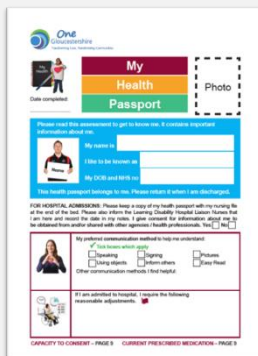 One
Gloucestershire
Transforming Care, Transforming Communities
My
Health
Passport
Photo
Date completed:
Please read this assessment to get to know me. It contains important
information about me.
My name is
I like to be known as
My DOB and NHS no
This health passport belongs to me. Please return it when I am discharged.
FOR HOSPITAL ADMISSIONS: Please keep a copy of my health passport with my nursing file
at the end of the bed. Please also inform the Learning Disability Hospital Liaison Nurses that
I am here and record the date in my notes. I give consent for information about me to
be obtained from and/or shared with other agencies / health professionals. Yes No
My preferred communication method to help me understand:
Tick boxes which apply
Speaking Signing Pictures
Using objects Inform others Easy Read
Other communication methods I find helpful:
If I am admitted to hospital, I require the following
reasonable adjustments.
CAPACITY TO CONSENT – PAGE 8 CURRENT PRESCRIBED MEDICATION – PAGE 9